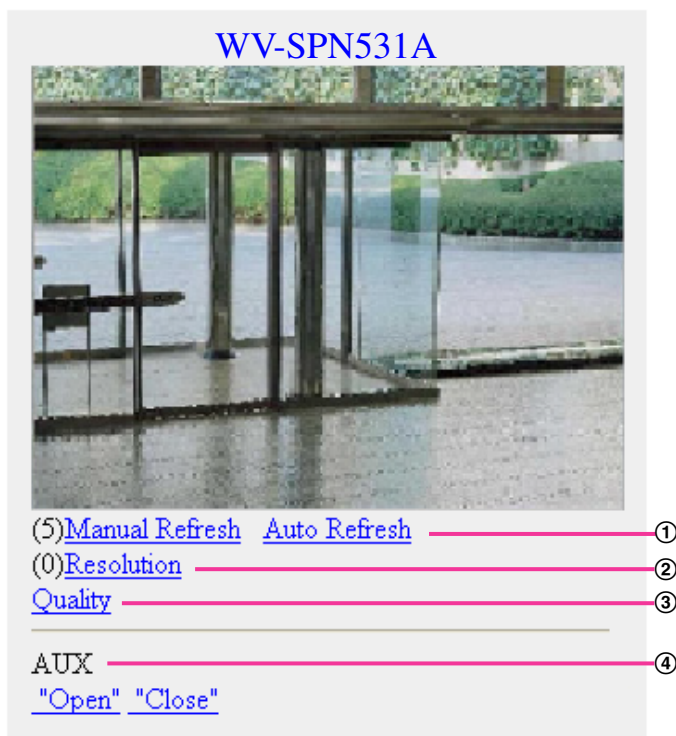 WV-SPN531A
(5)Manual Refresh Auto Refresh ①
(0)Resolution ②
Quality ③
AUX ④
"Open" "Close"